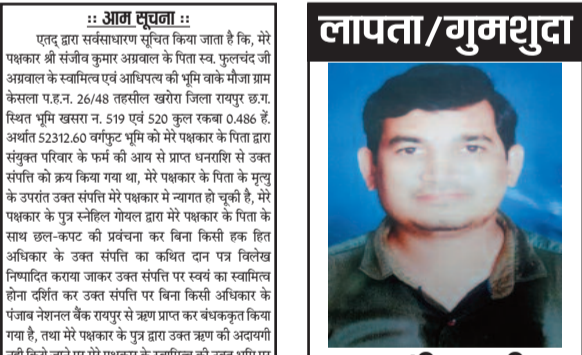 :: आम सूचना ::
एतद् द्वारा सर्वसाधारण सूचित किया जाता है कि, मेरे
पक्षकार श्री संजीव कुमार अग्रवाल के पिता स्व. फुलचंद जी
अग्रवाल के स्वामित्व एवं आधिपत्य की भूमि वाके मौजा ग्राम
केसला प.ह.न. 26/48 तहसील खरोरा जिला रायपुर छ.ग.
स्थित भूमि खसरा न. 519 एवं 520 कुल रकबा 0.486 हें.
अर्थात 52312.60 वर्गफुट भूमि को मेरे पक्षकार के पिता द्वारा
संयुक्त परिवार के फर्म की आय से प्राप्त धनराशि से उक्त
संपत्ति को क्रय किया गया था, मेरे पक्षकार के पिता के मृत्यु
के उपरांत उक्त संपत्ति मेरे पक्षकार मे न्यागत हो चूकी है, मेरे
पक्षकार के पुत्र स्नेहिल गोयल द्वारा मेरे पक्षकार के पिता के
साथ छल-कपट की प्रवंचना कर बिना किसी हक हित
अधिकार के उक्त संपत्ति का कथित दान पत्र विलेख
निष्पादित कराया जाकर उक्त संपत्ति पर स्वयं का स्वामित्व
होना दर्शित कर उक्त संपत्ति पर बिना किसी अधिकार के
पंजाब नेशनल बैंक रायपुर से ऋण प्राप्त कर बंधककृत किया
गया है, तथा मेरे पक्षकार के पुत्र द्वारा उक्त ऋण की अदायगी
लापता/गुमशुदा